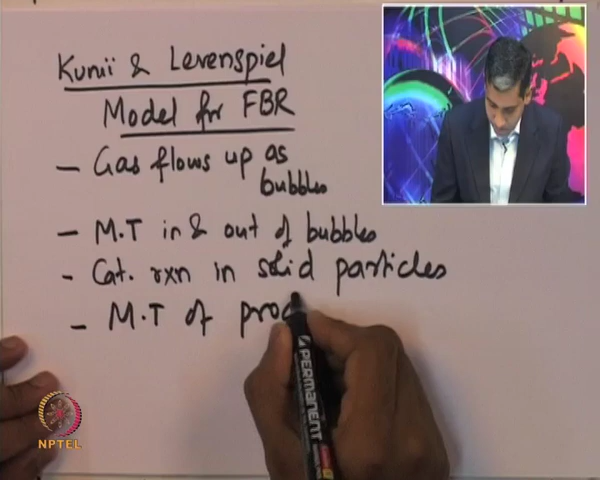 Kunii & Levenspiel
Model for FBR
- Gas flows up as
bubbles
- M.T in & out of bubbles
- Cat. rxn in solid particles
- M.T of prod
PERMANENT
NPTEL